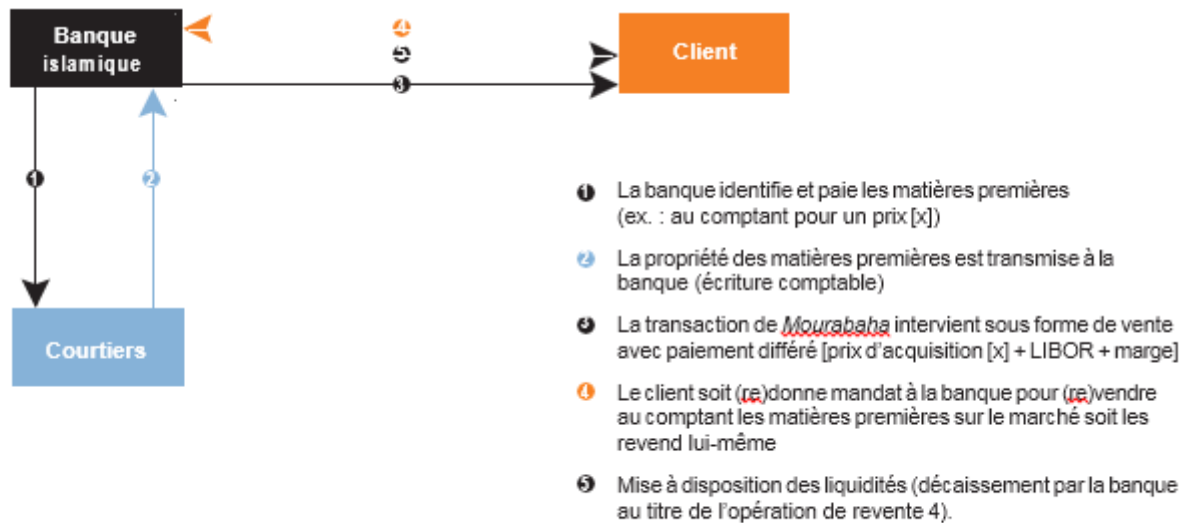 Banque
islamique
4
5
3
Client
1
2
Courtiers
1 La banque identifie et paie les matières premières
(ex. : au comptant pour un prix [x])
2 La propriété des matières premières est transmise à la
banque (écriture comptable)
3 La transaction de Mourabaha intervient sous forme de vente
avec paiement différé [prix d'acquisition [x] + LIBOR + marge]
4 Le client soit (re)donne mandat à la banque pour (re)vendre
au comptant les matières premières sur le marché soit les
revend lui-même
5 Mise à disposition des liquidités (décaissement par la banque
au titre de l'opération de revente 4).